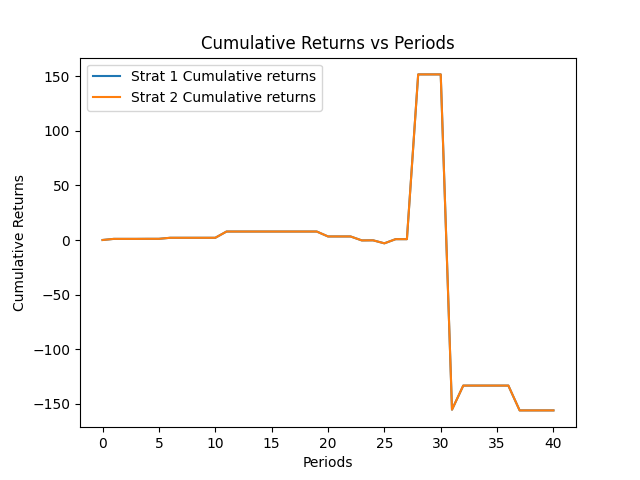 Cumulative Returns vs Periods
Strat 1 Cumulative returns
Strat 2 Cumulative returns
Cumulative Returns
150
100
50
0
−50
−100
−150
0 5 10 15 20 25 30 35 40
Periods